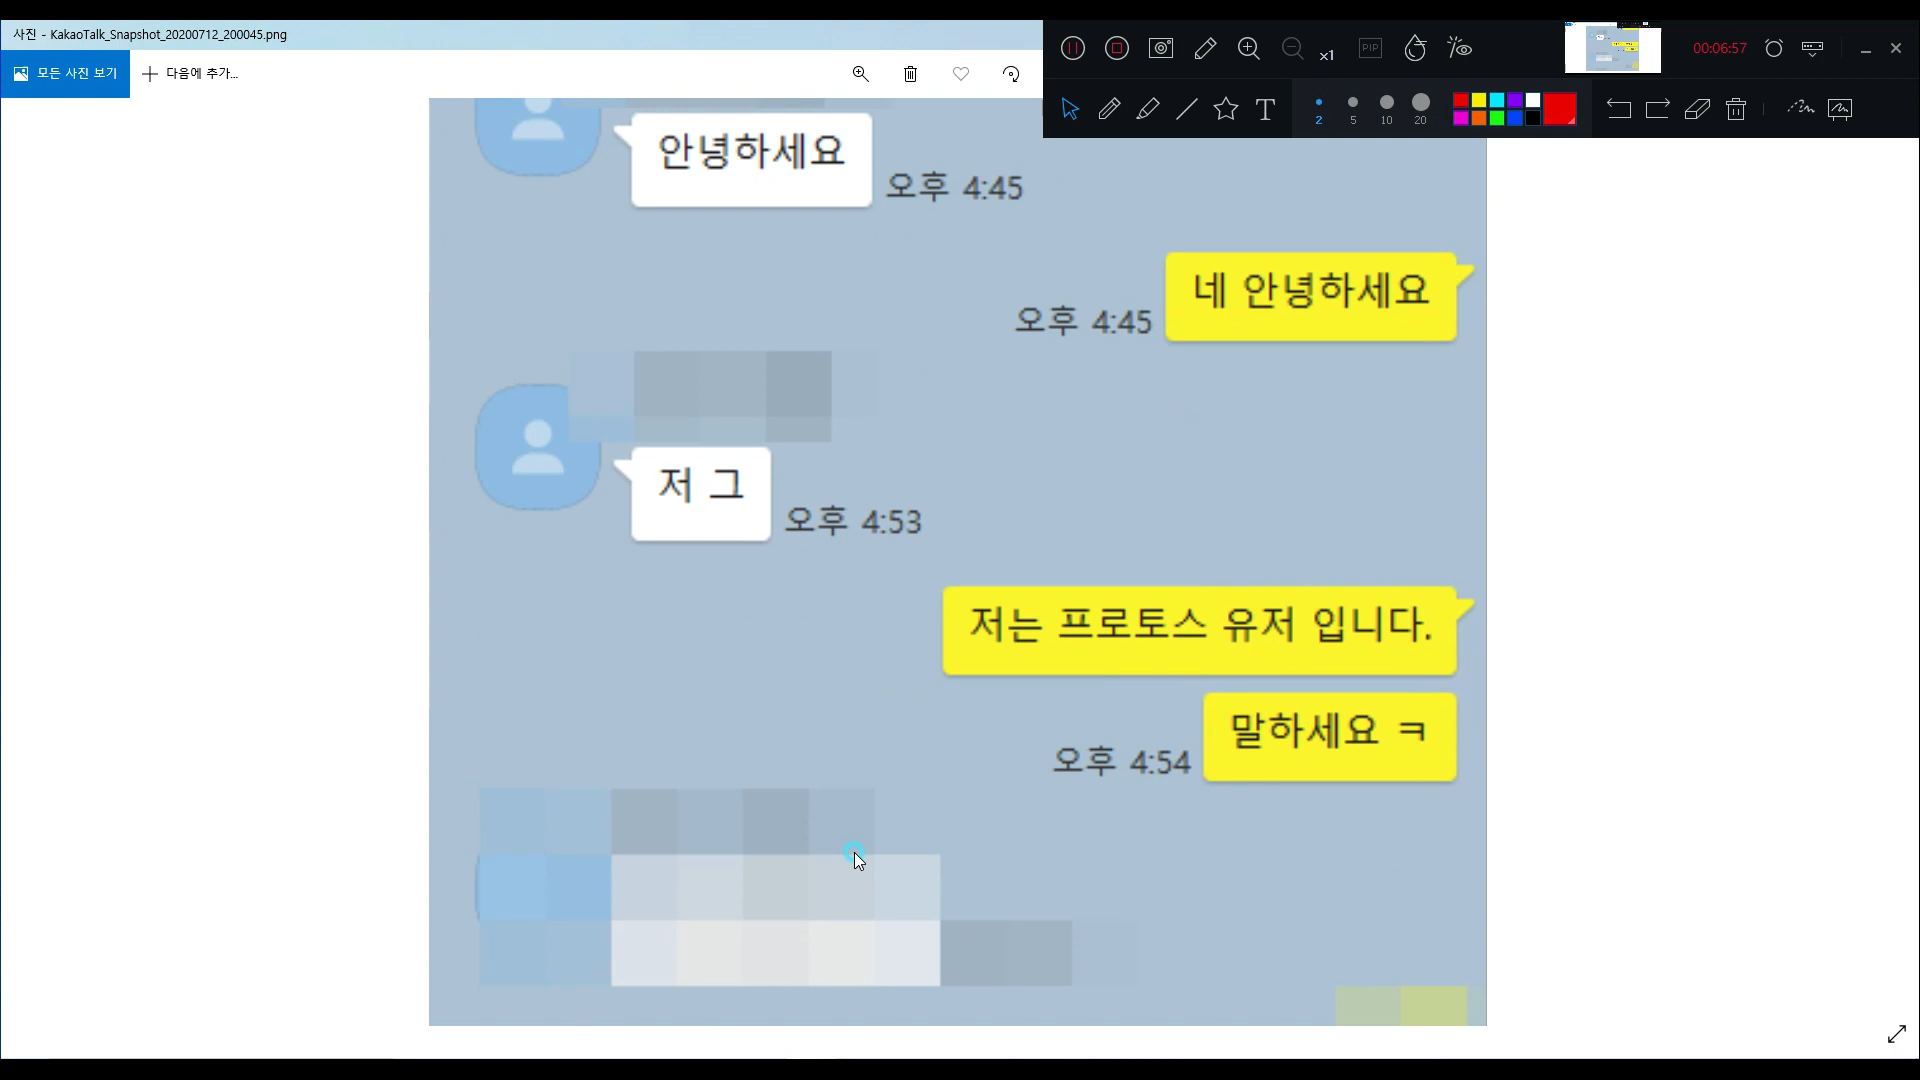 사진 - KakaoTalk_Snapshot_20200712_200045.png
모든 사진 보기
다음에 추가...
x1
PIP
00:06:57
T
2
5
10
20
안녕하세요
오후 4:45
네 안녕하세요
오후 4:45
저 그
오후 4:53
저는 프로토스 유저 입니다.
말하세요 ㅋ
오후 4:54